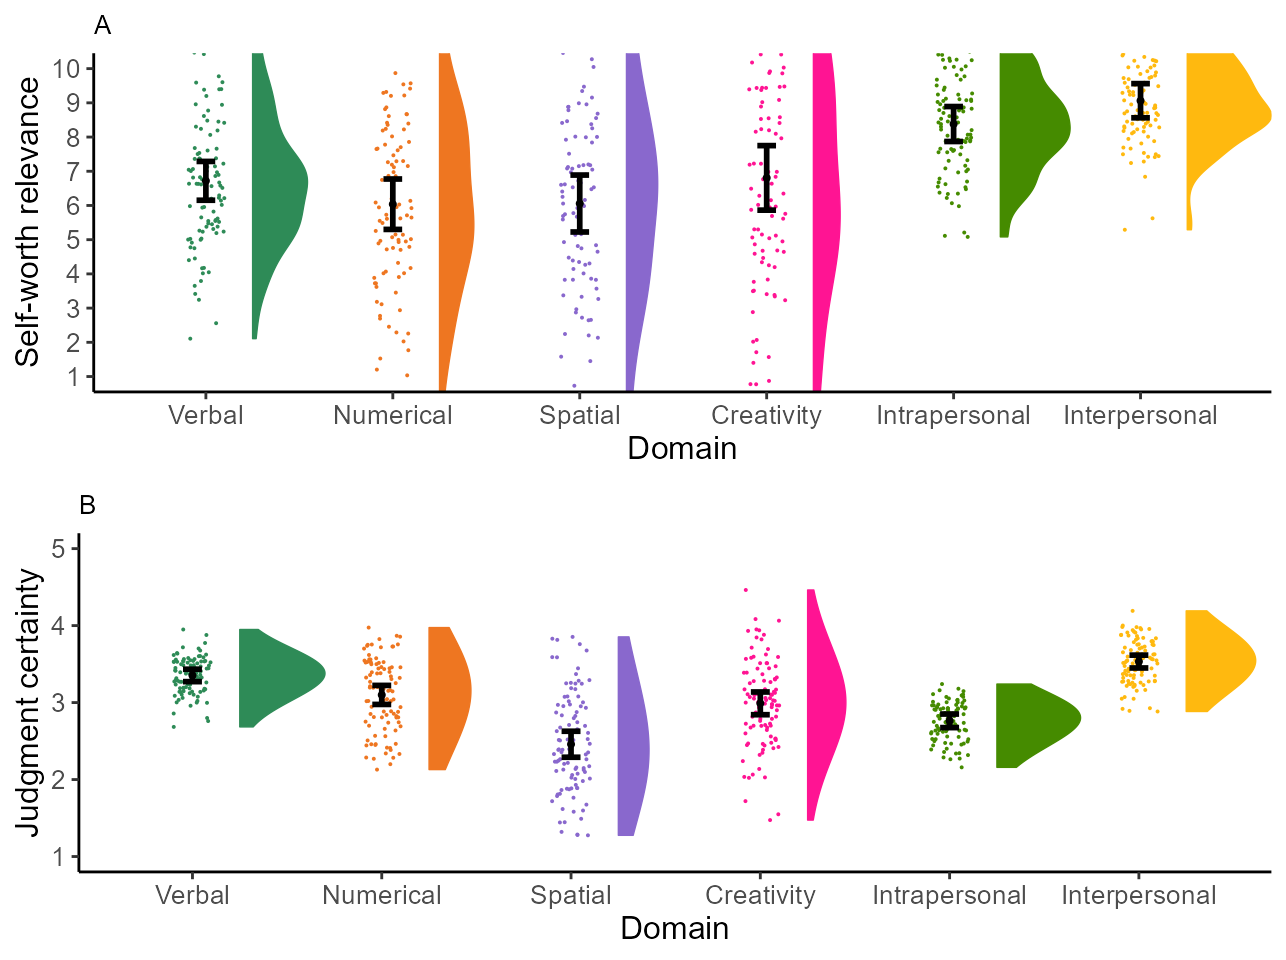 A
Self-worth relevance
10
9
8
7
6
5
4
3
2
1
Verbal Numerical Spatial Creativity Intrapersonal Interpersonal
Domain
B
Judgment certainty
5
4
3
2
1
Verbal Numerical Spatial Creativity Intrapersonal Interpersonal
Domain